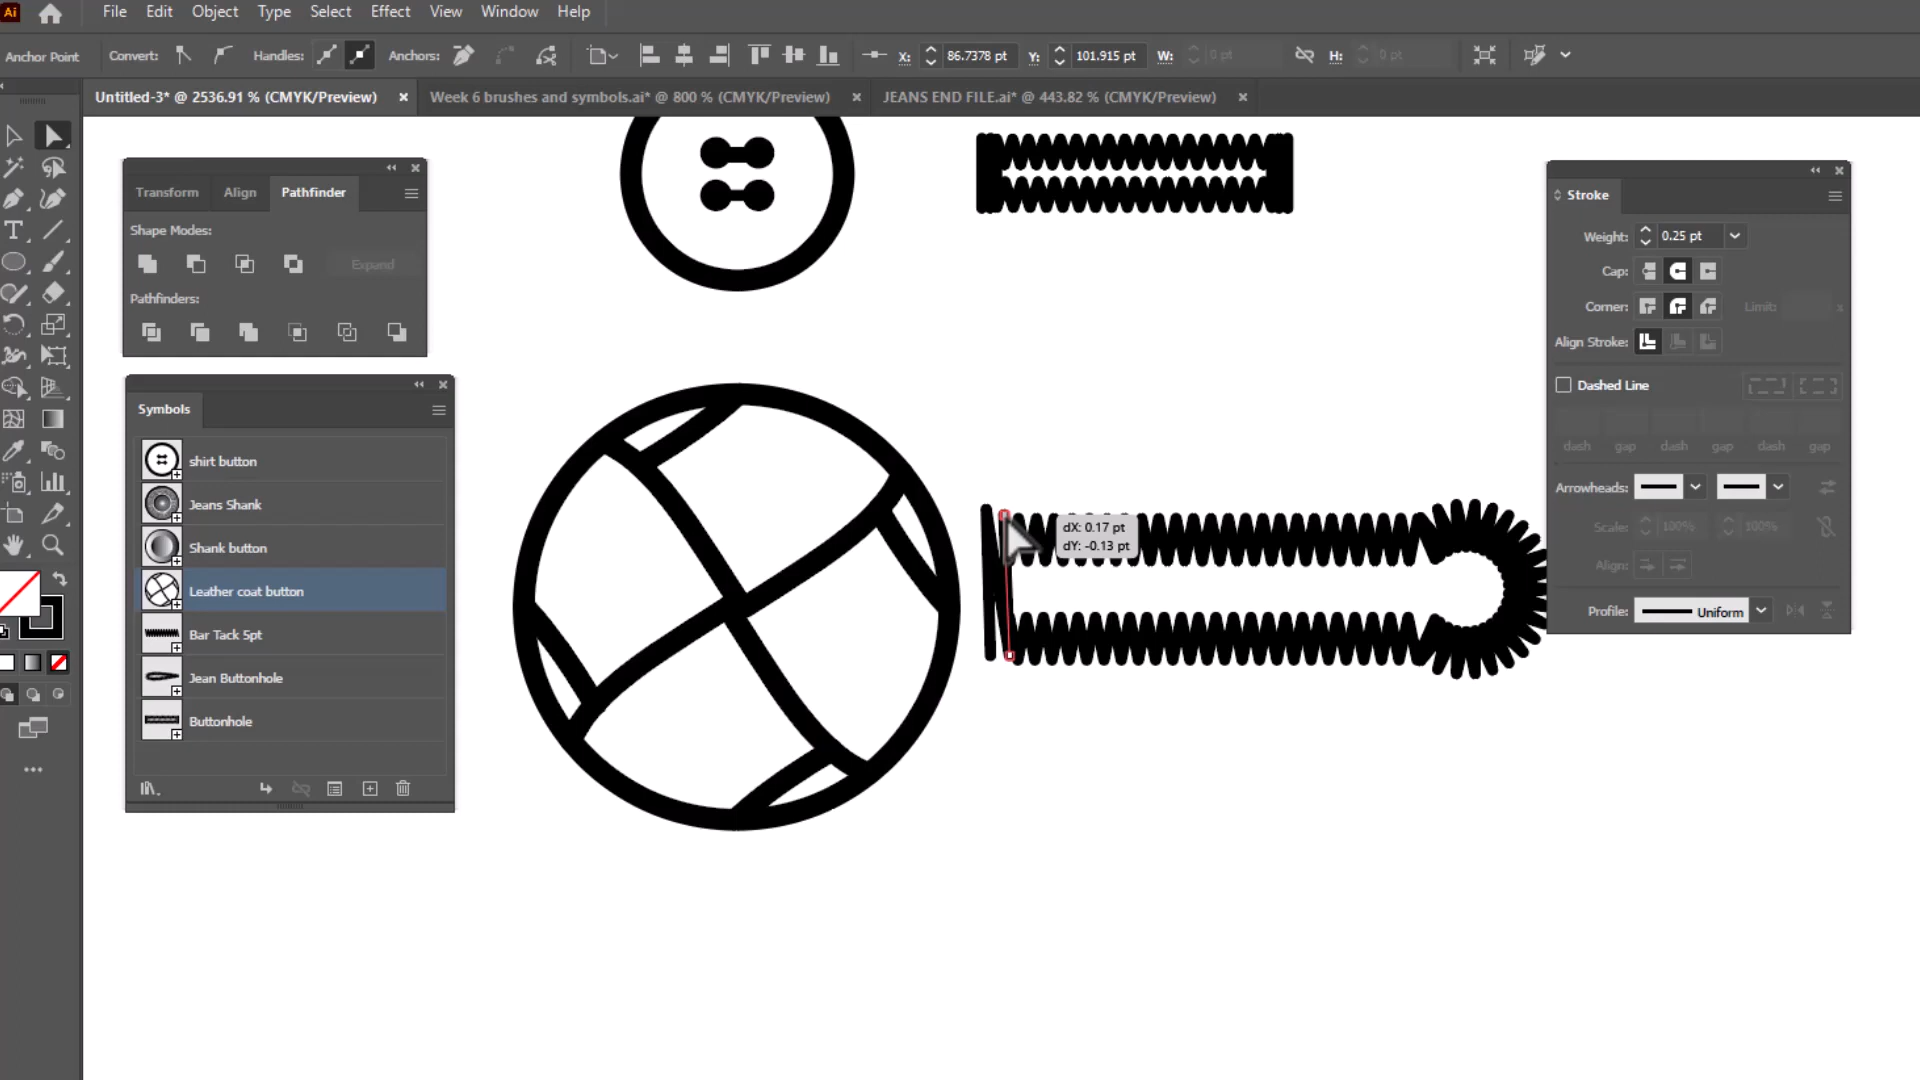 Ai File Edit Object Type Select Effect View Window Help
Anchor Point Convert: Handles: Anchors: X: 86.7378 pt Y: 101.915 pt W: 0 pt H: 0 pt
Untitled-3* @ 2536.91 % (CMYK/Preview) × Week 6 brushes and symbols.ai* @ 800 % (CMYK/Preview) × JEANS END FILE.ai* @ 443.82 % (CMYK/Preview) ×
Transform Align Pathfinder
Shape Modes:
Expand
Pathfinders:
Symbols
shirt button
Jeans Shank
Shank button
Leather coat button
Bar Tack 5pt
Jean Buttonhole
Buttonhole
dX: 0.17 pt
dY: -0.13 pt
Stroke
Weight: 0.25 pt
Cap:
Corner: Limit: x
Align Stroke:
Dashed Line
dash gap dash gap dash gap
Arrowheads:
Scale: 100% 100%
Align:
Profile: Uniform